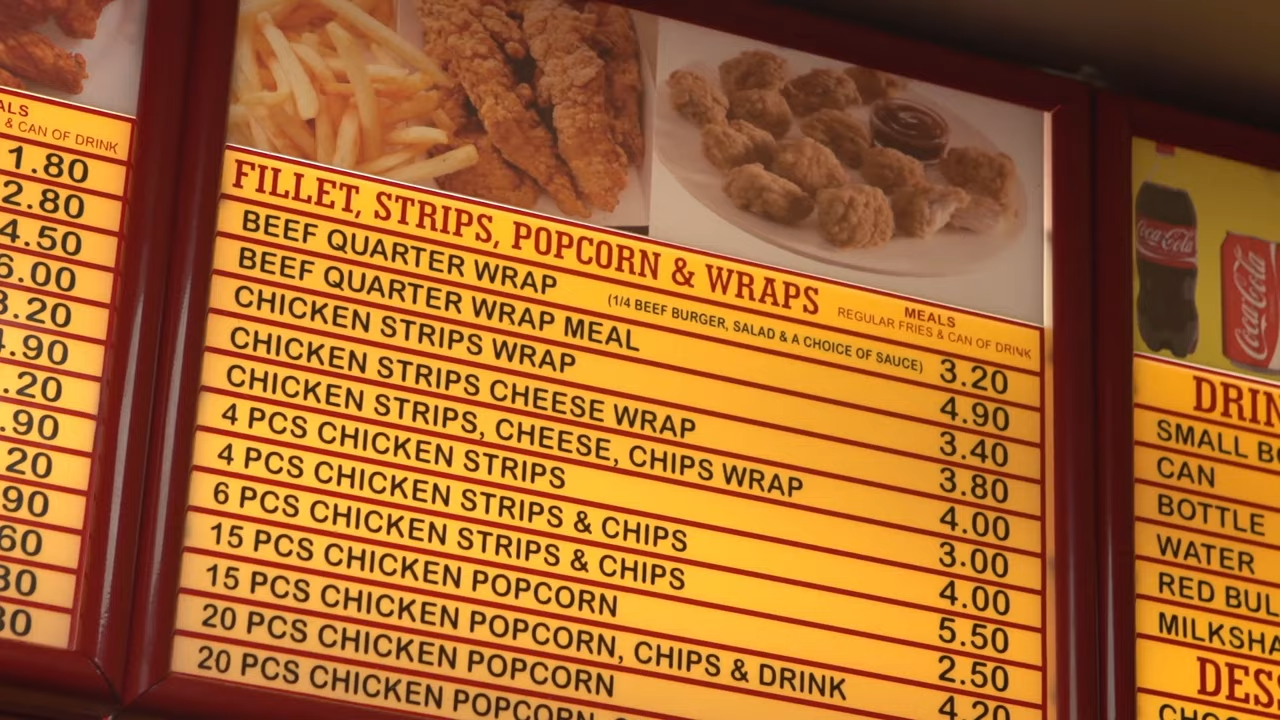 ALS
& CAN OF DRINK
1.80
2.80
4.50
6.00
3.20
.90
.20
.90
.20
90
60
30
30
FILLET, STRIPS, POPCORN & WRAPS
MEALS
REGULAR FRIES & CAN OF DRINK
BEEF QUARTER WRAP (1/4 BEEF BURGER, SALAD & A CHOICE OF SAUCE) 3.20
BEEF QUARTER WRAP MEAL 4.90
CHICKEN STRIPS WRAP 3.40
CHICKEN STRIPS CHEESE WRAP 3.80
CHICKEN STRIPS, CHEESE, CHIPS WRAP 4.00
4 PCS CHICKEN STRIPS 3.00
4 PCS CHICKEN STRIPS & CHIPS 4.00
6 PCS CHICKEN STRIPS & CHIPS 5.50
15 PCS CHICKEN POPCORN 2.50
15 PCS CHICKEN POPCORN, CHIPS & DRINK 4.20
20 PCS CHICKEN POPCORN
20 PCS CHICKEN POPCORN,
Coca-Cola
Coca-Cola
DRIN
SMALL BO
CAN
BOTTLE
WATER
RED BUL
MILKSHA
DESS